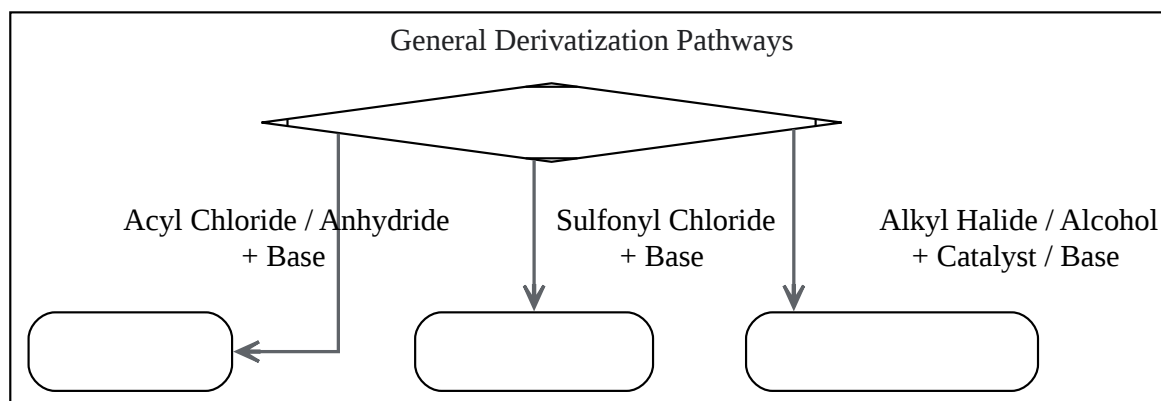 General Derivatization Pathways
Acyl Chloride / Anhydride
+ Base
Sulfonyl Chloride
+ Base
Alkyl Halide / Alcohol
+ Catalyst / Base